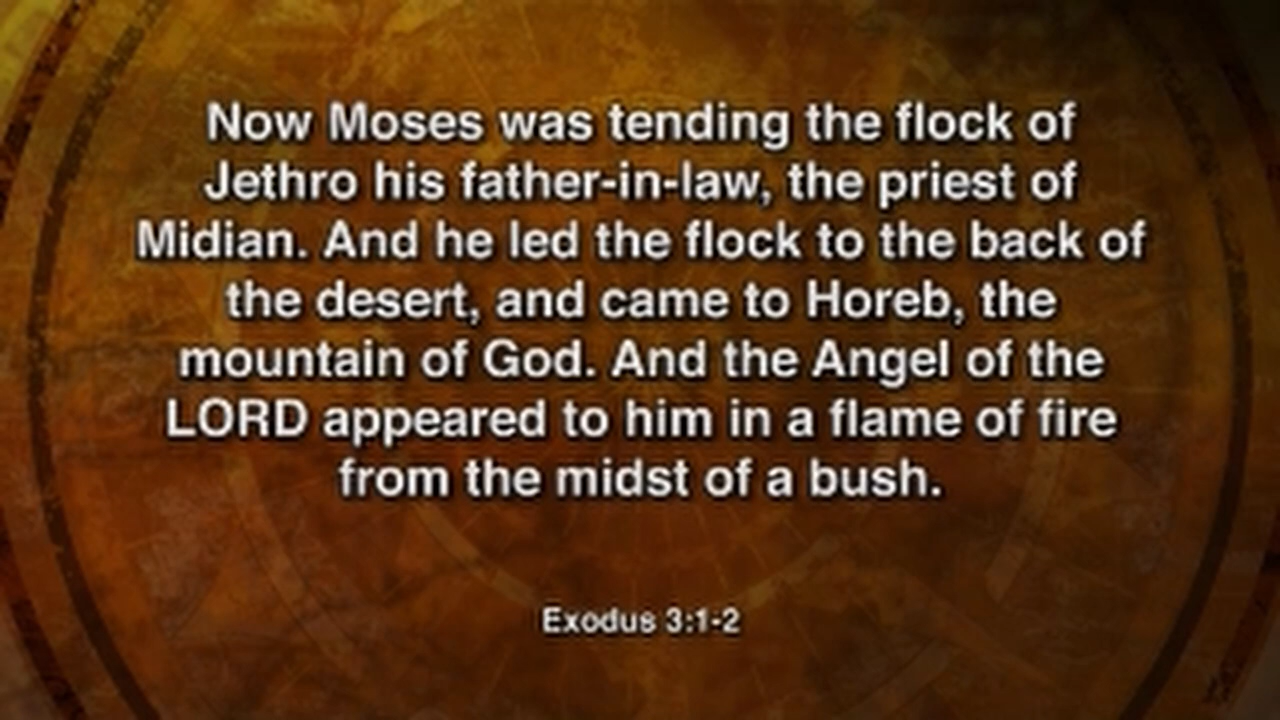 Now Moses was tending the flock of
Jethro his father-in-law, the priest of
Midian. And he led the flock to the back of
the desert, and came to Horeb, the
mountain of God. And the Angel of the
LORD appeared to him in a flame of fire
from the midst of a bush.
Exodus 3:1-2